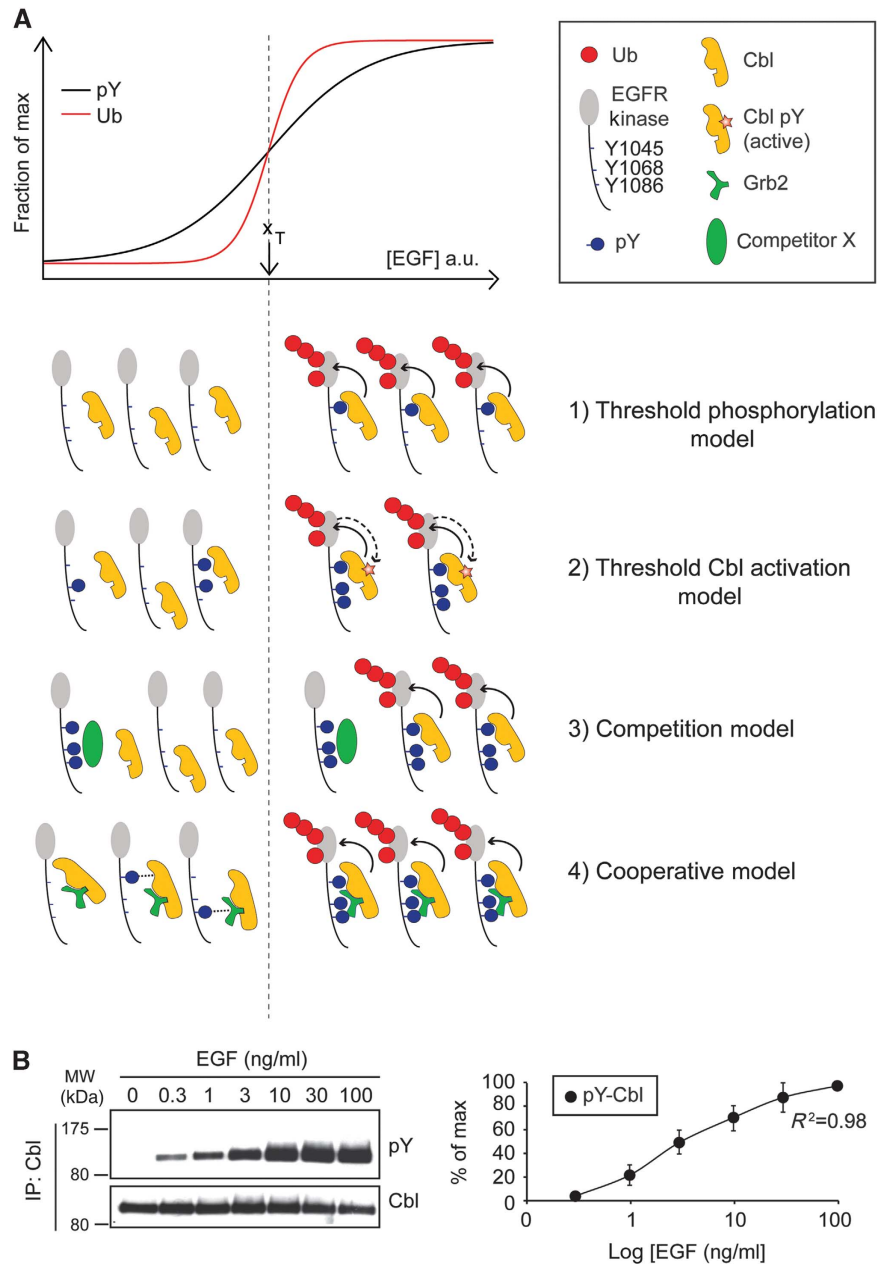 A
Fraction of max
pY
Ub
x
T
[EGF] a.u.
Ub
EGFR
kinase
Y1045
Y1068
Y1086
pY
Cbl
Cbl pY
(active)
Grb2
Competitor X
1) Threshold phosphorylation
model
2) Threshold Cbl activation
model
3) Competition model
4) Cooperative model
B
EGF (ng/ml)
MW
(kDa)
0 0.3 1 3 10 30 100
IP: Cbl
175
80
pY
80
Cbl
% of max
100
80
60
40
20
0
pY-Cbl
R²=0.98
0 1 10 100
Log [EGF (ng/ml]